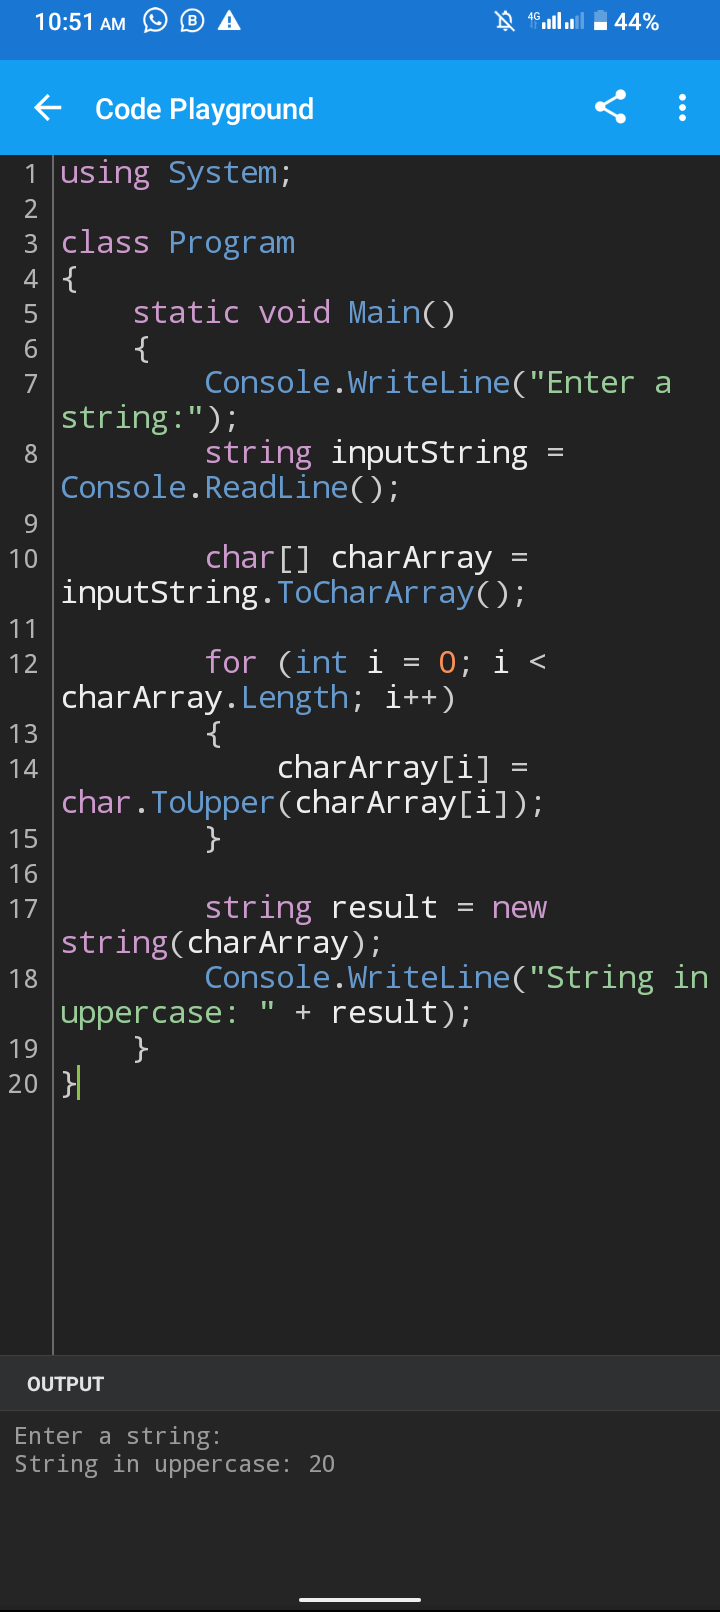 10:51 AM B 4G 44%
Code Playground
1 using System;
2
3 class Program
4 {
5     static void Main()
6     {
7         Console.WriteLine("Enter a
string:");
8         string inputString =
Console.ReadLine();
9
10         char[] charArray =
inputString.ToCharArray();
11
12         for (int i = 0; i <
charArray.Length; i++)
13         {
14             charArray[i] =
char.ToUpper(charArray[i]);
15         }
16
17         string result = new
string(charArray);
18         Console.WriteLine("String in
uppercase: " + result);
19     }
20 }
OUTPUT
Enter a string:
String in uppercase: 20